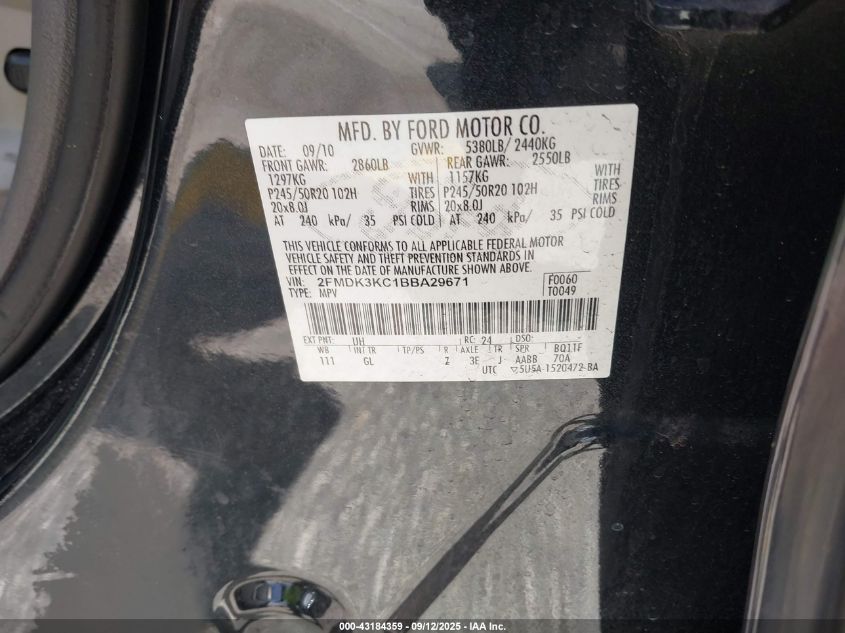 MFD. BY FORD MOTOR CO.
DATE: 09/10 GVWR: 5380LB/ 2440KG
FRONT GAWR: 2860LB REAR GAWR: 2550LB
1297KG WITH 1157KG WITH
P245/50R20 102H TIRES P245/50R20 102H TIRES
20x8.0J RIMS 20x8.0J RIMS
AT 240 kPa/ 35 PSI COLD AT 240 kPa/ 35 PSI COLD
THIS VEHICLE CONFORMS TO ALL APPLICABLE FEDERAL MOTOR
VEHICLE SAFETY AND THEFT PREVENTION STANDARDS IN
EFFECT ON THE DATE OF MANUFACTURE SHOWN ABOVE.
VIN: 2FMDK3KC1BBA29671 F0060
TYPE: MPV T0049
EXT PNT: UH RC: 24 DSO:
WB INT TR TP/PS R AXLE TR SPR BQ1TF
111 GL Z 3E J AABB 70A
UTC 5U5A-1520472-BA
000-43184359 - 09/12/2025 - IAA Inc.